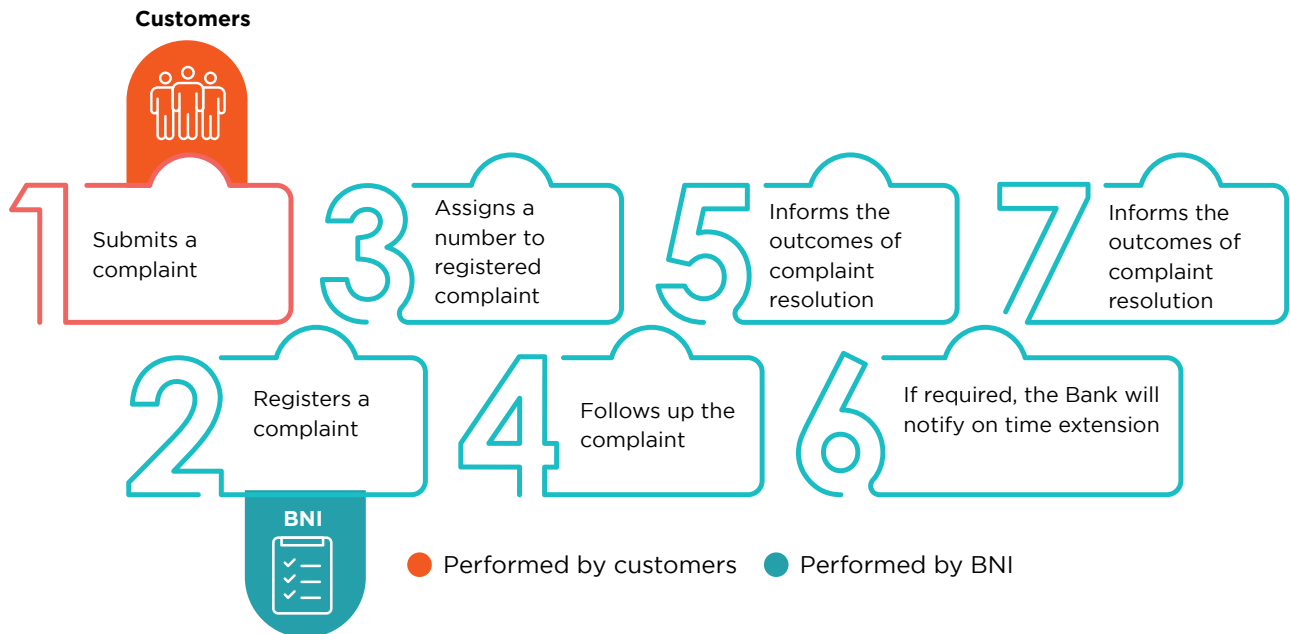 Customers
1
Submits a
complaint
2
Registers a
complaint
BNI
3
Assigns a
number to
registered
complaint
4
Follows up the
complaint
5
Informs the
outcomes of
complaint
resolution
6
If required, the Bank will
notify on time extension
7
Informs the
outcomes of
complaint
resolution
Performed by customers
Performed by BNI